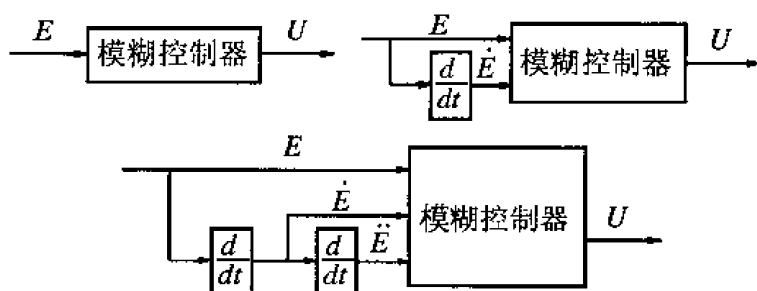 E 模糊控制器 U
E d/dt Ė 模糊控制器 U
E
Ė
d/dt d/dt Ë 模糊控制器 U